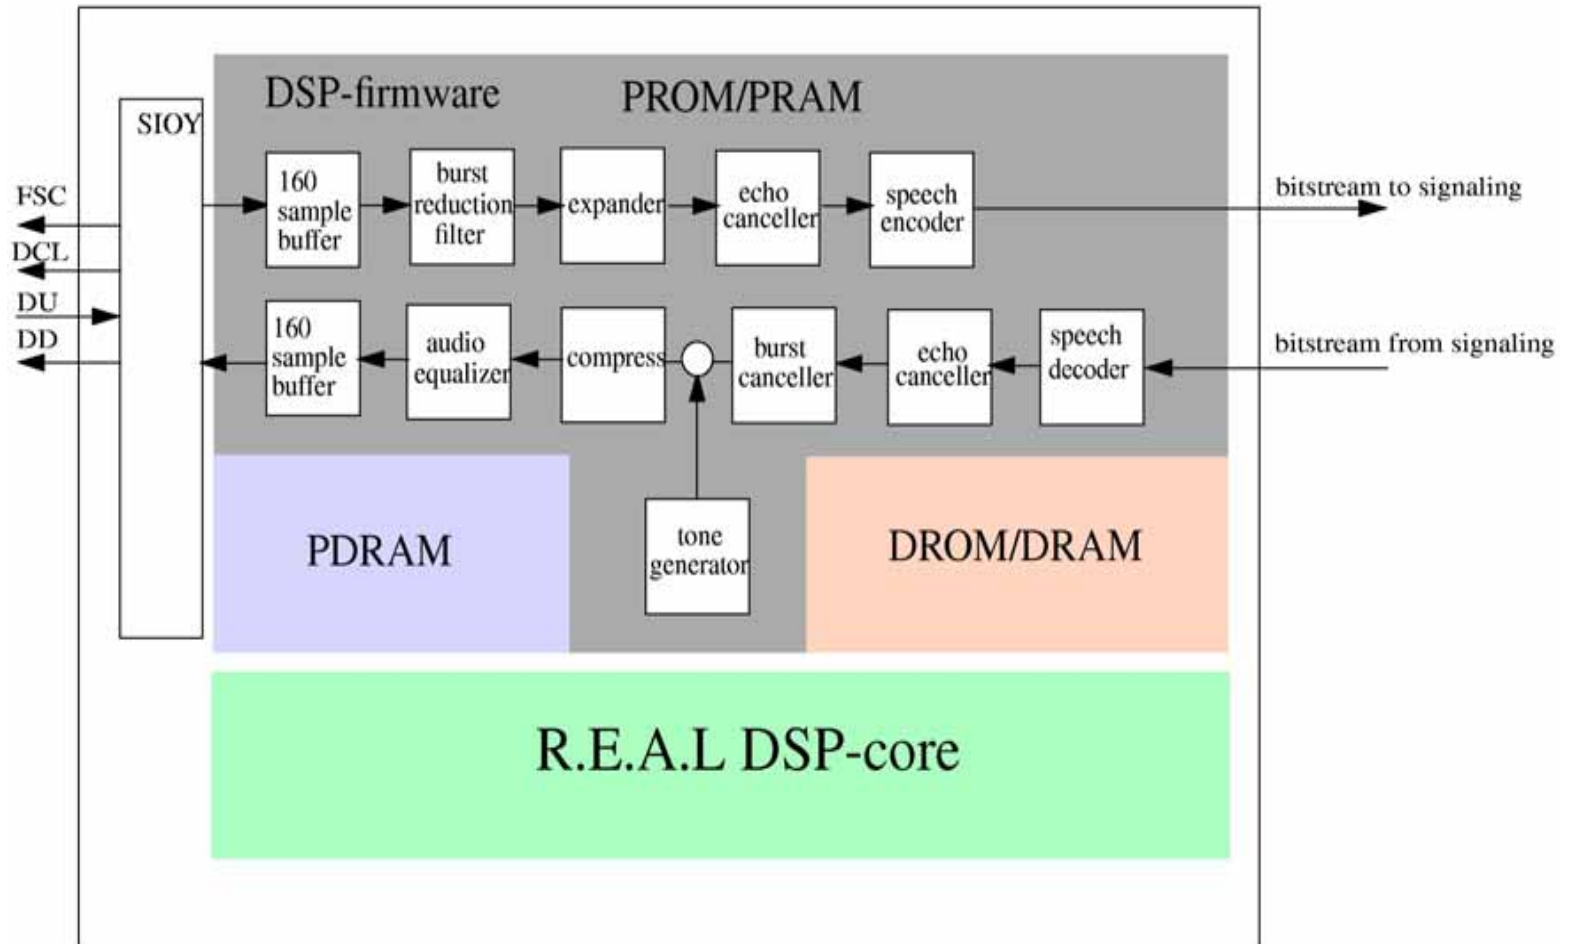 DSP-firmware
PROM/PRAM
SIOY
FSC
DCL
DU
DD
160
sample
buffer
burst
reduction
filter
expander
echo
canceller
speech
encoder
bitstream to signaling
160
sample
buffer
audio
equalizer
compress
burst
canceller
echo
canceller
speech
decoder
bitstream from signaling
PDRAM
tone
generator
DROM/DRAM
R.E.A.L DSP-core